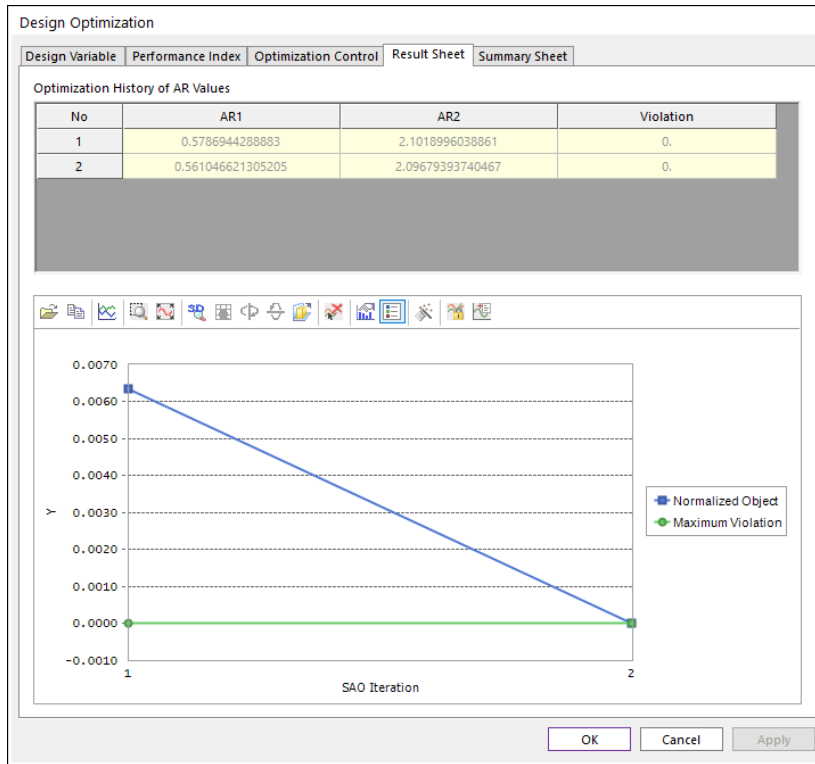 Design Optimization
Design Variable Performance Index Optimization Control Result Sheet Summary Sheet
Optimization History of AR Values
No AR1 AR2 Violation
1 0.5786944288883 2.1018996038861 0.
2 0.561046621305205 2.09679393740467 0.
3D
0.0070
0.0060
0.0050
0.0040
0.0030
0.0020
0.0010
0.0000
-0.0010
Y
1 2
SAO Iteration
Normalized Object
Maximum Violation
OK Cancel Apply